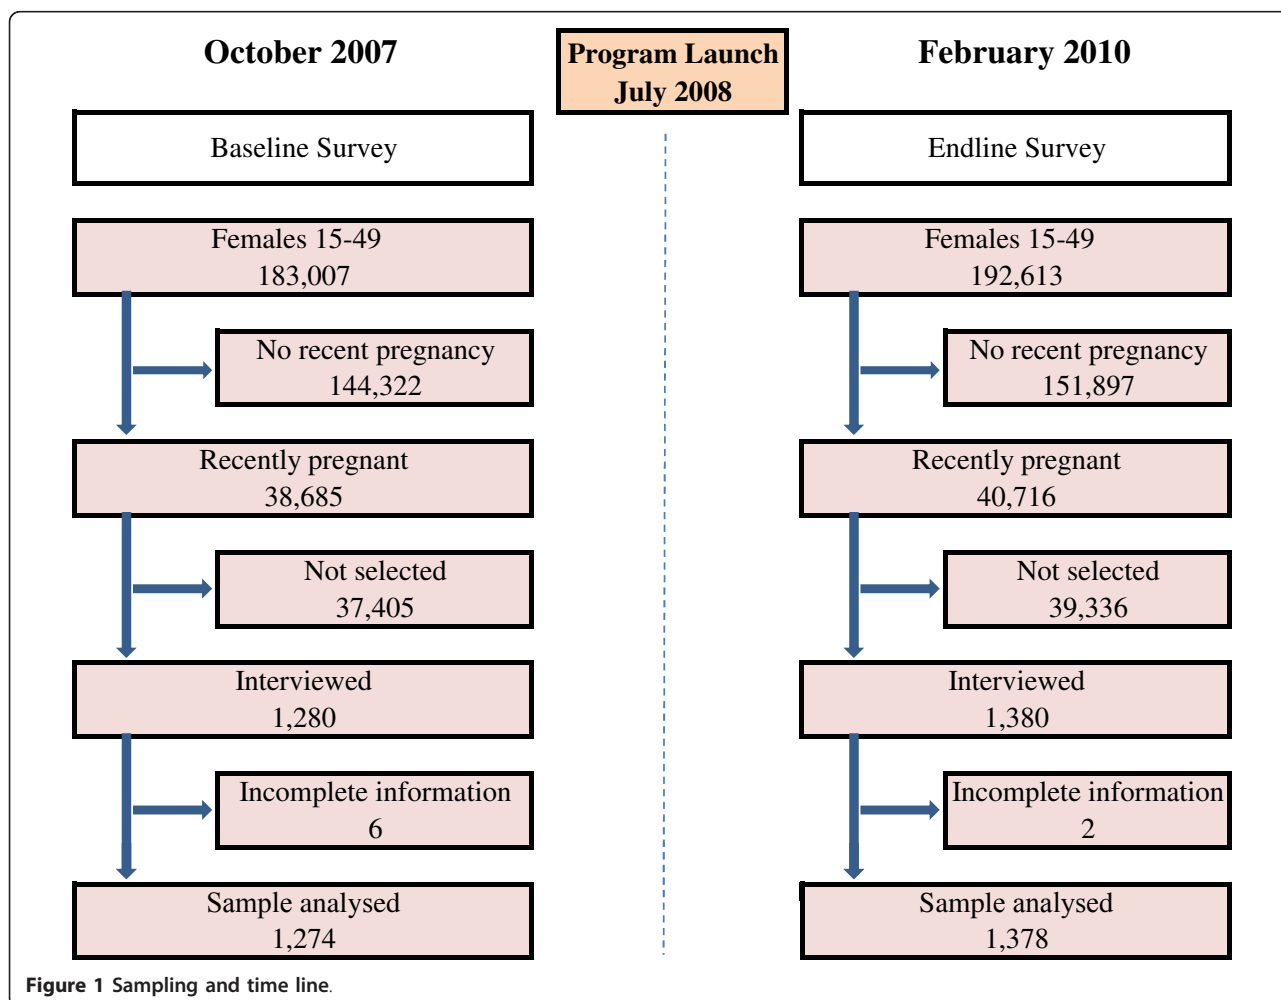 October 2007
Program Launch
July 2008
February 2010
Baseline Survey
Females 15-49
183,007
No recent pregnancy
144,322
Recently pregnant
38,685
Not selected
37,405
Interviewed
1,280
Incomplete information
6
Sample analysed
1,274
Endline Survey
Females 15-49
192,613
No recent pregnancy
151,897
Recently pregnant
40,716
Not selected
39,336
Interviewed
1,380
Incomplete information
2
Sample analysed
1,378
Figure 1 Sampling and time line.